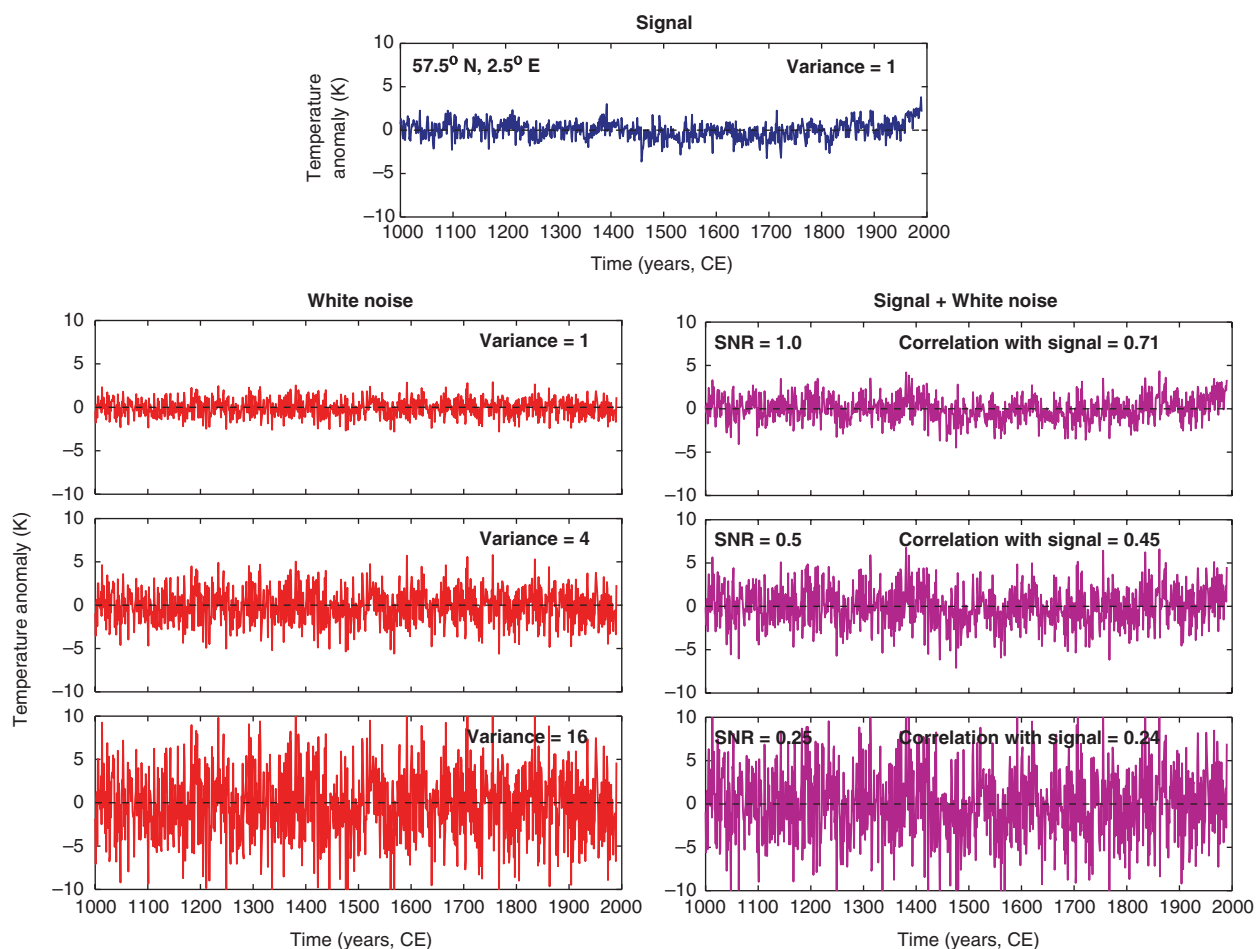 Signal
57.5° N, 2.5° E Variance = 1
Temperature
anomaly (K)
10
5
0
−5
−10
1000 1100 1200 1300 1400 1500 1600 1700 1800 1900 2000
Time (years, CE)
White noise
Variance = 1
10
5
0
−5
−10
Variance = 4
10
5
0
−5
−10
Variance = 16
10
5
0
−5
−10
Temperature anomaly (K)
1000 1100 1200 1300 1400 1500 1600 1700 1800 1900 2000
Time (years, CE)
Signal + White noise
SNR = 1.0 Correlation with signal = 0.71
10
5
0
−5
−10
SNR = 0.5 Correlation with signal = 0.45
10
5
0
−5
−10
SNR = 0.25 Correlation with signal = 0.24
10
5
0
−5
−10
1000 1100 1200 1300 1400 1500 1600 1700 1800 1900 2000
Time (years, CE)